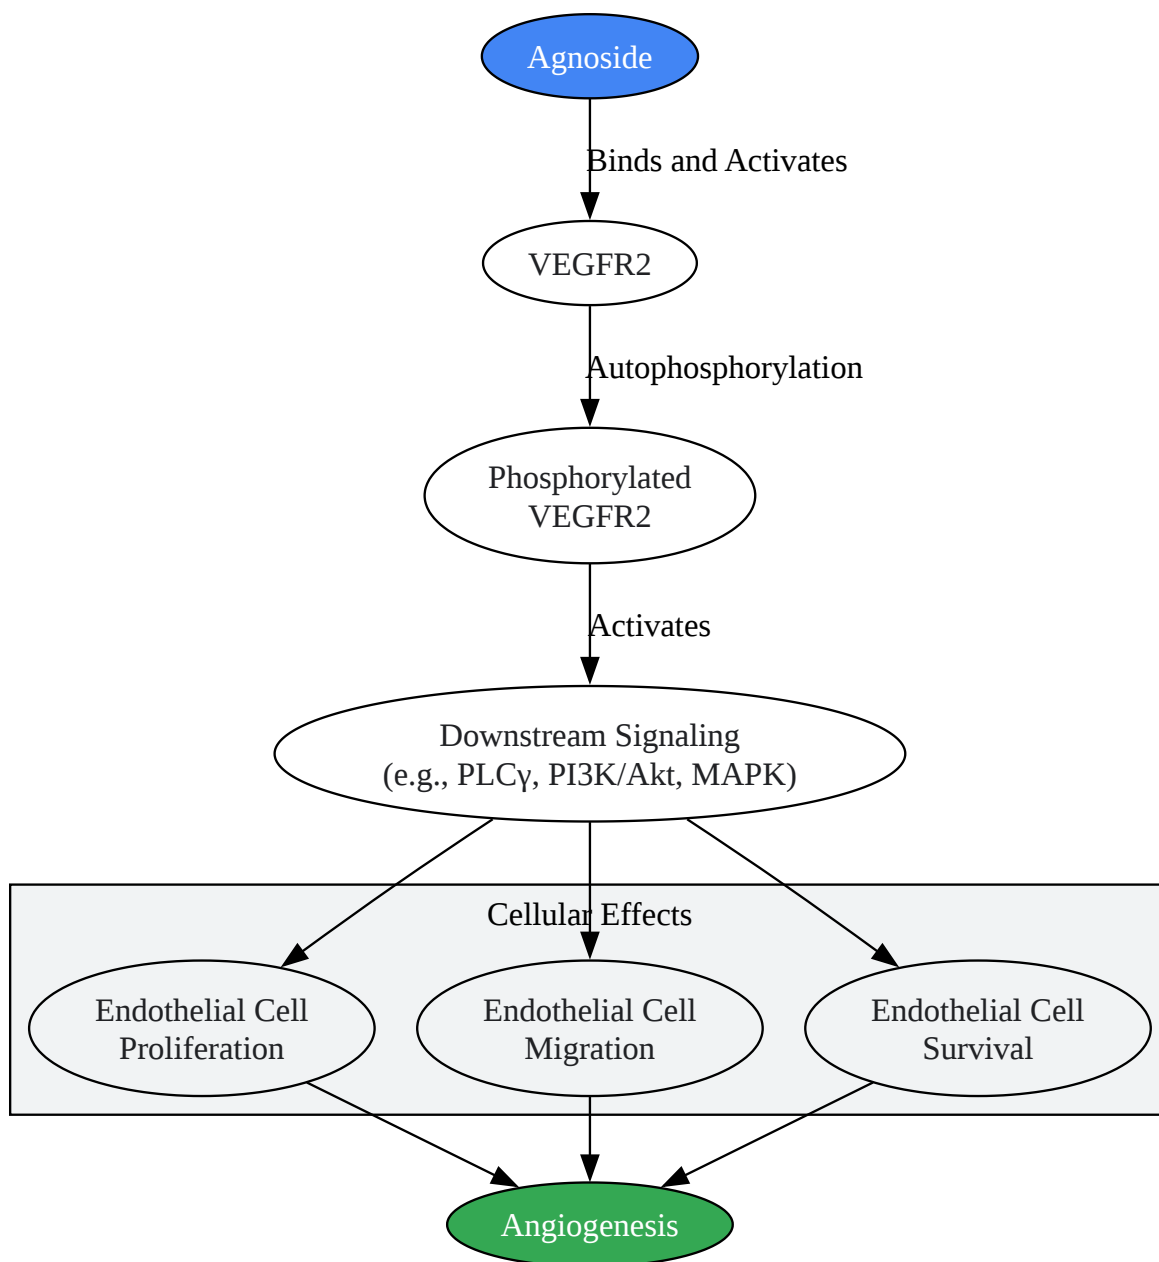 Agnoside
Binds and Activates
VEGFR2
Autophosphorylation
Phosphorylated
VEGFR2
Activates
Downstream Signaling
(e.g., PLCγ, PI3K/Akt, MAPK)
Cellular Effects
Endothelial Cell
Proliferation
Endothelial Cell
Migration
Endothelial Cell
Survival
Angiogenesis